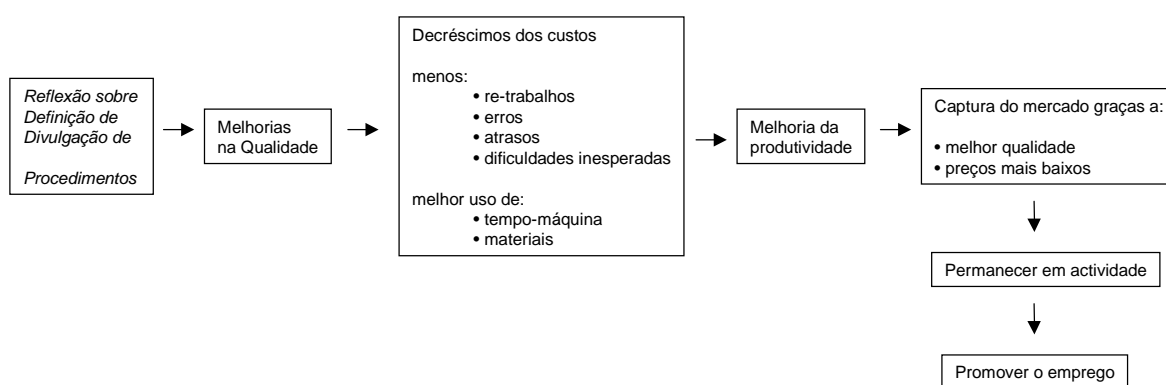 Reflexão sobre
Definição de
Divulgação de
Procedimentos
Melhorias
na Qualidade
Decréscimos dos custos
menos:
• re-trabalhos
• erros
• atrasos
• dificuldades inesperadas
melhor uso de:
• tempo-máquina
• materiais
Melhoria da
produtividade
Captura do mercado graças a:
• melhor qualidade
• preços mais baixos
Permanecer em actividade
Promover o emprego